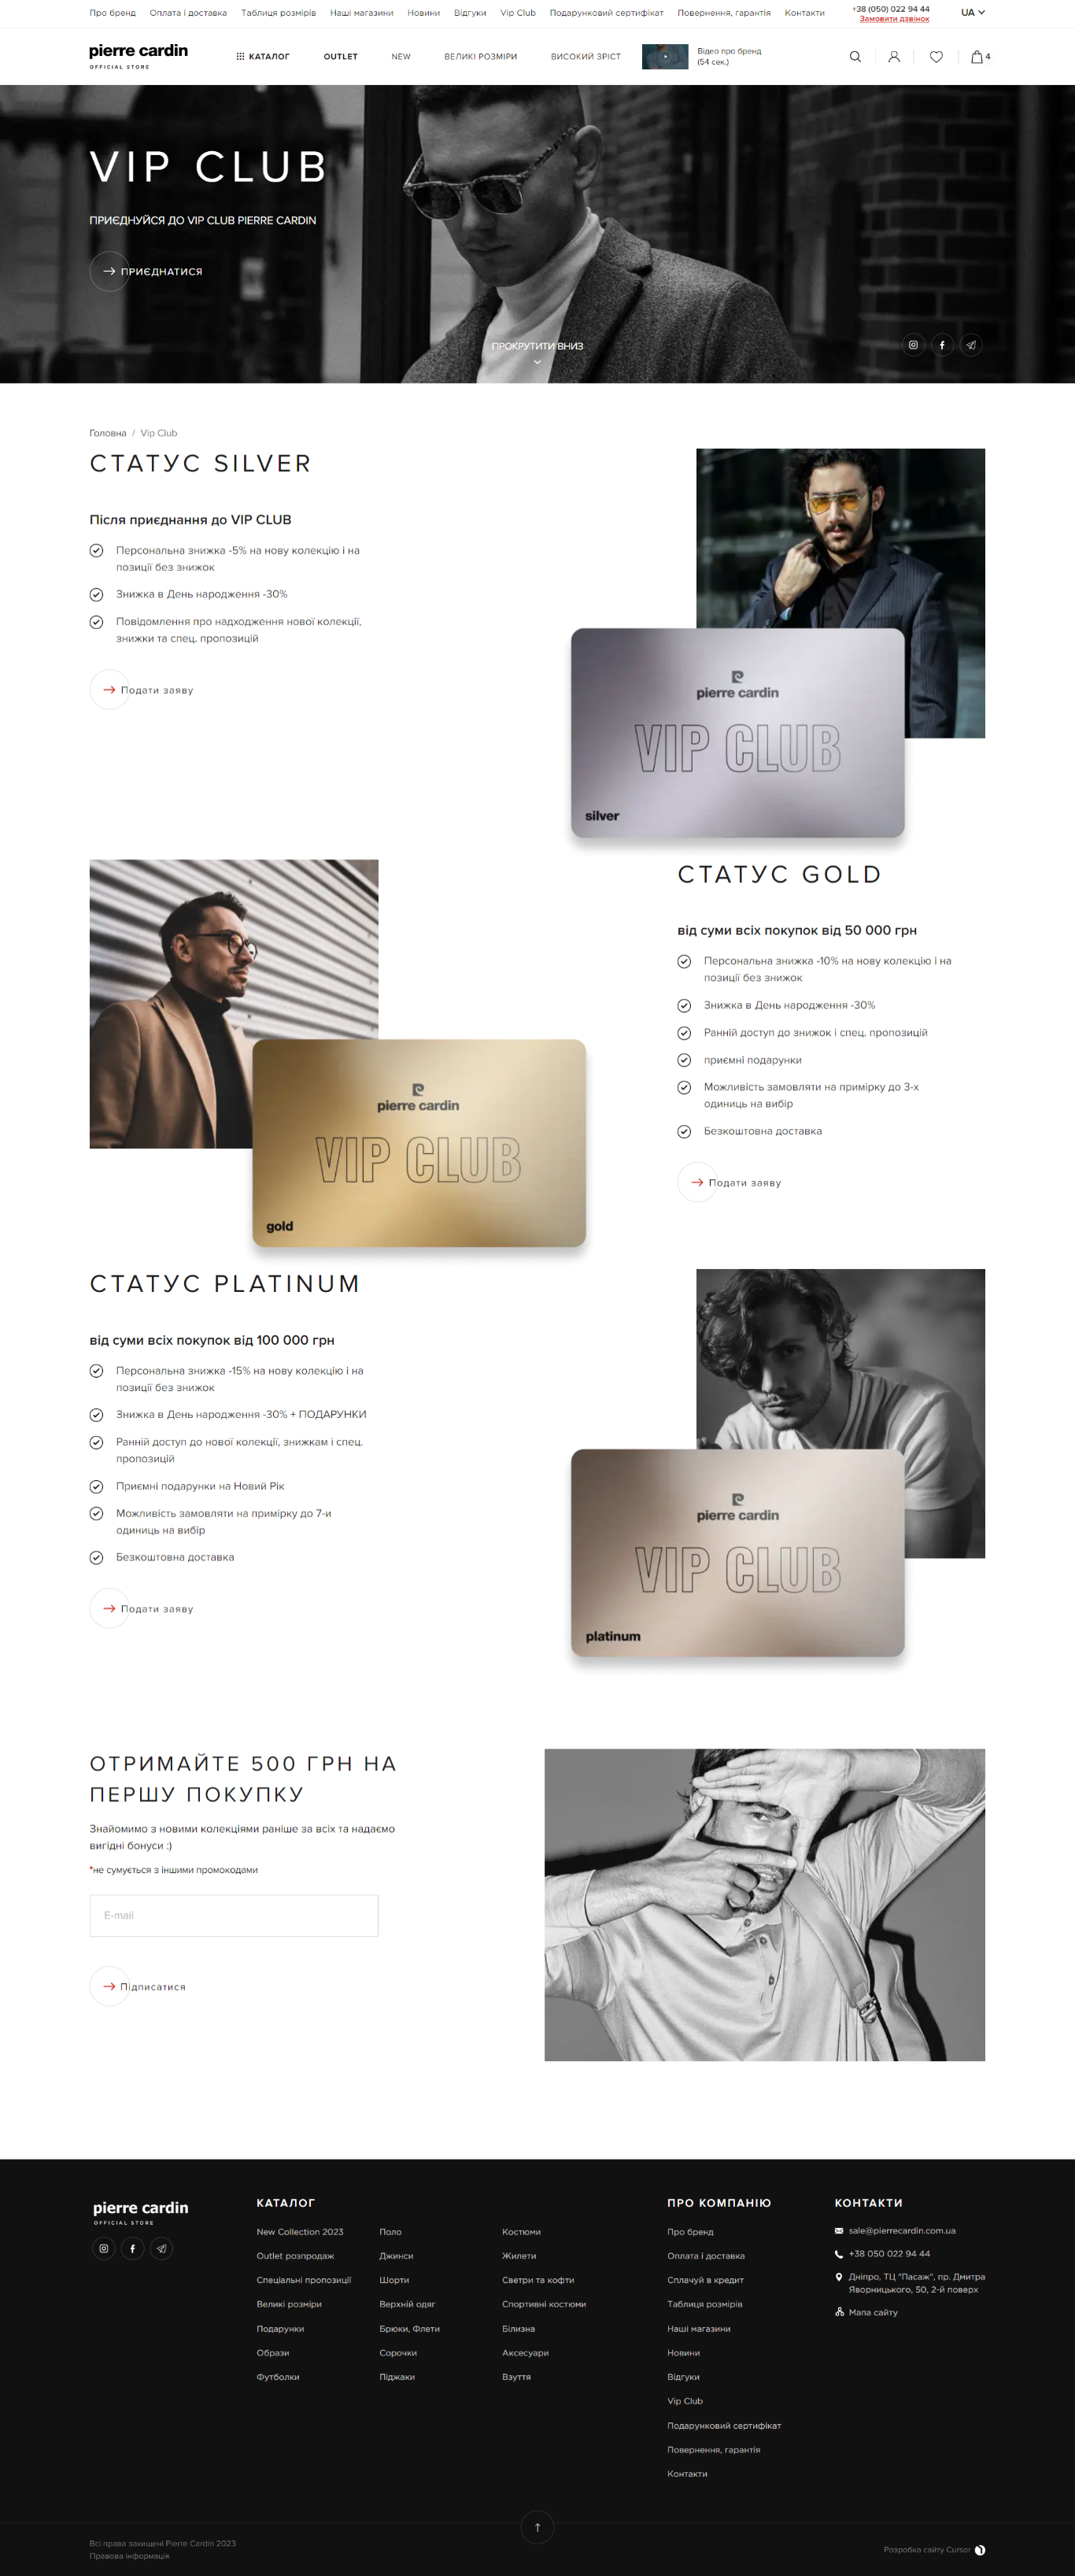 Про бренд Оплата і доставка Таблиця розмірів Наші магазини Новини Відгуки Vip Club Подарунковий сертифікат Повернення, гарантія Контакти +38 (050) 022 94 44 UA
Замовити дзвінок
pierre cardin
OFFICIAL STORE
КАТАЛОГ OUTLET NEW ВЕЛИКІ РОЗМІРИ ВИСОКИЙ ЗРІСТ Відео про бренд
(54 сек.)
4
VIP CLUB
ПРИЄДНУЙСЯ ДО VIP CLUB PIERRE CARDIN
ПРИЄДНАТИСЯ
ПРОКРУТИТИ ВНИЗ
Головна / Vip Club
СТАТУС SILVER
Після приєднання до VIP CLUB
Персональна знижка -5% на нову колекцію і на
позиції без знижок
Знижка в День народження -30%
Повідомлення про надходження нової колекції,
знижки та спец. пропозицій
Подати заяву
pierre cardin
VIP CLUB
silver
СТАТУС GOLD
від суми всіх покупок від 50 000 грн
Персональна знижка -10% на нову колекцію і на
позиції без знижок
Знижка в День народження -30%
Ранній доступ до знижок і спец. пропозицій
приємні подарунки
Можливість замовляти на примірку до 3-х
одиниць на вибір
Безкоштовна доставка
Подати заяву
pierre cardin
VIP CLUB
gold
СТАТУС PLATINUM
від суми всіх покупок від 100 000 грн
Персональна знижка -15% на нову колекцію і на
позиції без знижок
Знижка в День народження -30% + ПОДАРУНКИ
Ранній доступ до нової колекції, знижкам і спец.
пропозицій
Приємні подарунки на Новий Рік
Можливість замовляти на примірку до 7-и
одиниць на вибір
Безкоштовна доставка
Подати заяву
pierre cardin
VIP CLUB
platinum
ОТРИМАЙТЕ 500 ГРН НА
ПЕРШУ ПОКУПКУ
Знайомимо з новими колекціями раніше за всіх та надаємо
вигідні бонуси :)
*не сумується з іншими промокодами
E-mail
Підписатися
pierre cardin
OFFICIAL STORE
КАТАЛОГ
New Collection 2023
Outlet розпродаж
Спеціальні пропозиції
Великі розміри
Подарунки
Образи
Футболки
Поло
Джинси
Шорти
Верхній одяг
Брюки, Флети
Сорочки
Піджаки
Костюми
Жилети
Светри та кофти
Спортивні костюми
Білизна
Аксесуари
Взуття
ПРО КОМПАНІЮ
Про бренд
Оплата і доставка
Сплачуй в кредит
Таблиця розмірів
Наші магазини
Новини
Відгуки
Vip Club
Подарунковий сертифікат
Повернення, гарантія
Контакти
КОНТАКТИ
sale@pierrecardin.com.ua
+38 050 022 94 44
Дніпро, ТЦ "Пасаж", пр. Дмитра
Яворницького, 50, 2-й поверх
Мапа сайту
Всі права захищені Pierre Cardin 2023
Правова інформація
Розробка сайту Cursor